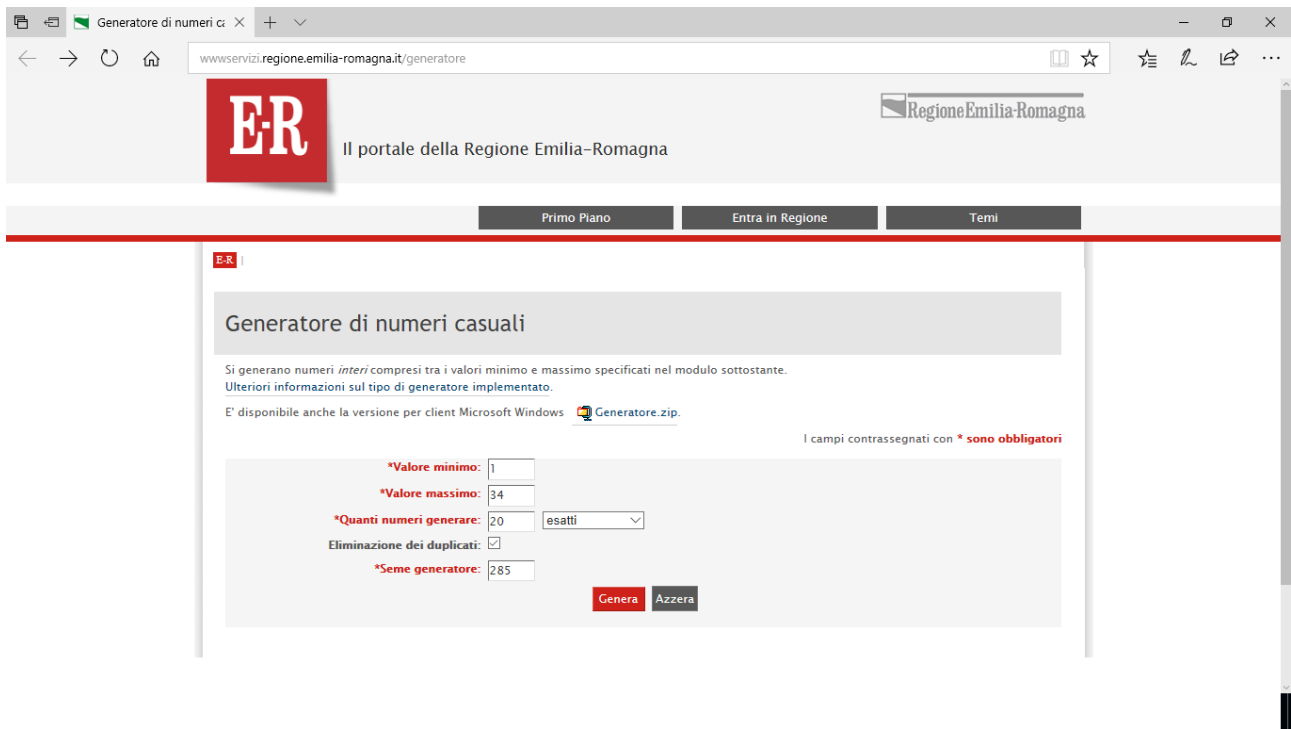 Generatore di numeri ca
wwwservizi.regione.emilia-romagna.it/generatore
E-R
RegioneEmilia-Romagna
Il portale della Regione Emilia-Romagna
Primo Piano Entra in Regione Temi
E-R |
Generatore di numeri casuali
Si generano numeri interi compresi tra i valori minimo e massimo specificati nel modulo sottostante.
Ulteriori informazioni sul tipo di generatore implementato.
E' disponibile anche la versione per client Microsoft Windows Generatore.zip.
I campi contrassegnati con * sono obbligatori
*Valore minimo: 1
*Valore massimo: 34
*Quanti numeri generare: 20 esatti
Eliminazione dei duplicati:
*Seme generatore: 285
Genera Azzera